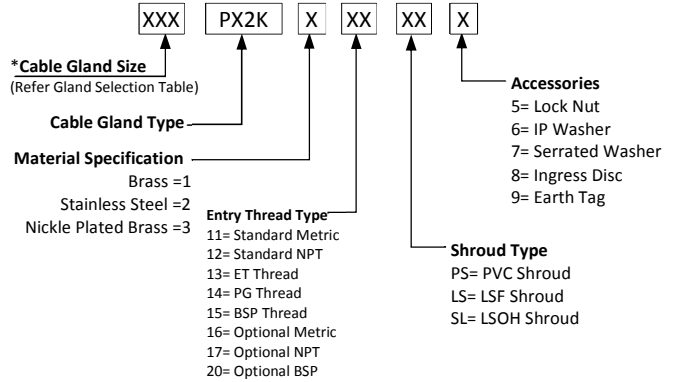 XXX PX2K X XX XX X
*Cable Gland Size
(Refer Gland Selection Table)
Cable Gland Type
Material Specification
Brass =1
Stainless Steel =2
Nickle Plated Brass =3
Entry Thread Type
11= Standard Metric
12= Standard NPT
13= ET Thread
14= PG Thread
15= BSP Thread
16= Optional Metric
17= Optional NPT
20= Optional BSP
Shroud Type
PS= PVC Shroud
LS= LSF Shroud
SL= LSOH Shroud
Accessories
5= Lock Nut
6= IP Washer
7= Serrated Washer
8= Ingress Disc
9= Earth Tag